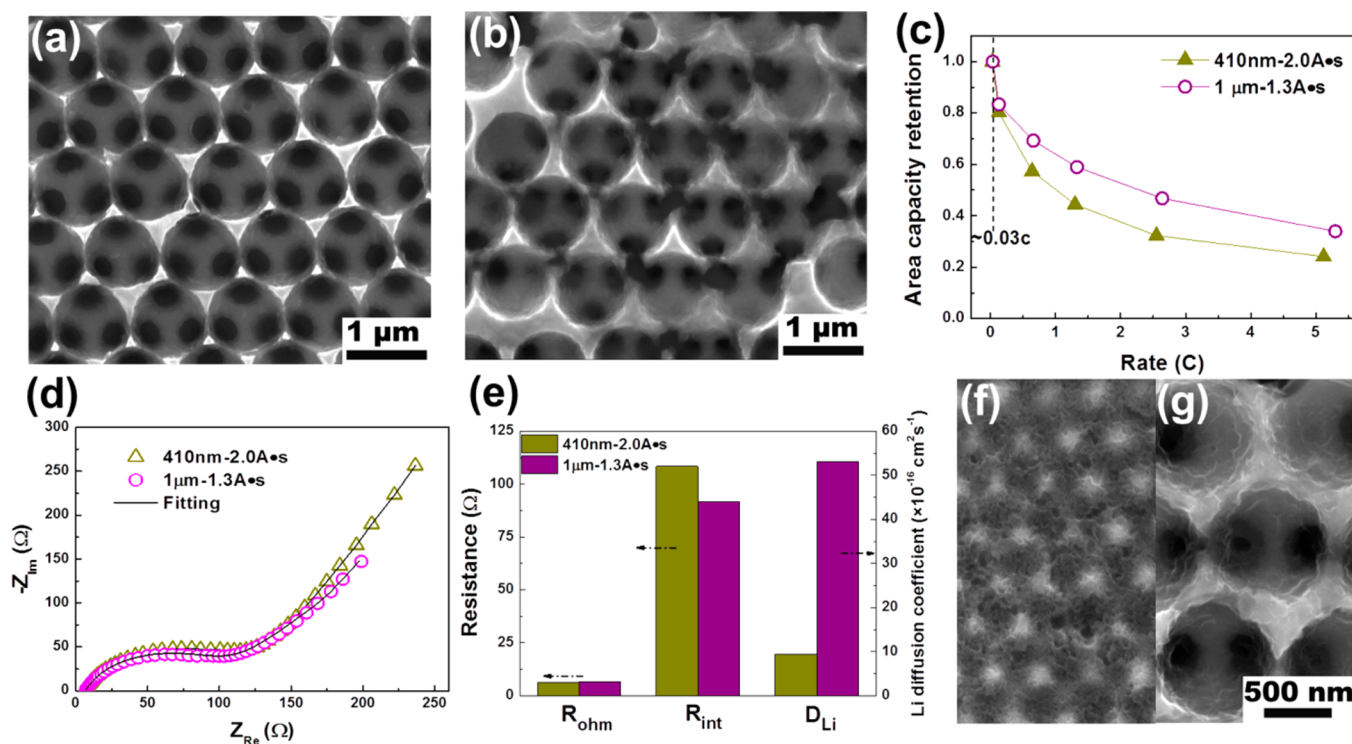 (a)
1 μm
(b)
1 μm
(c)
Area capacity retention
1.0
0.8
0.6
0.4
0.2
0.0
410nm-2.0A•s
1 μm-1.3A•s
~0.03c
0 1 2 3 4 5
Rate (C)
(d)
-Z_Im (Ω)
300
250
200
150
100
50
0
410nm-2.0A•s
1μm-1.3A•s
Fitting
0 50 100 150 200 250
Z_Re (Ω)
(e)
Resistance (Ω)
125
100
75
50
25
0
410nm-2.0A•s
1μm-1.3A•s
60
50
40
30
20
10
0
Li diffusion coefficient (×10⁻¹⁶ cm²s⁻¹)
R_ohm R_int D_Li
(f)
(g)
500 nm